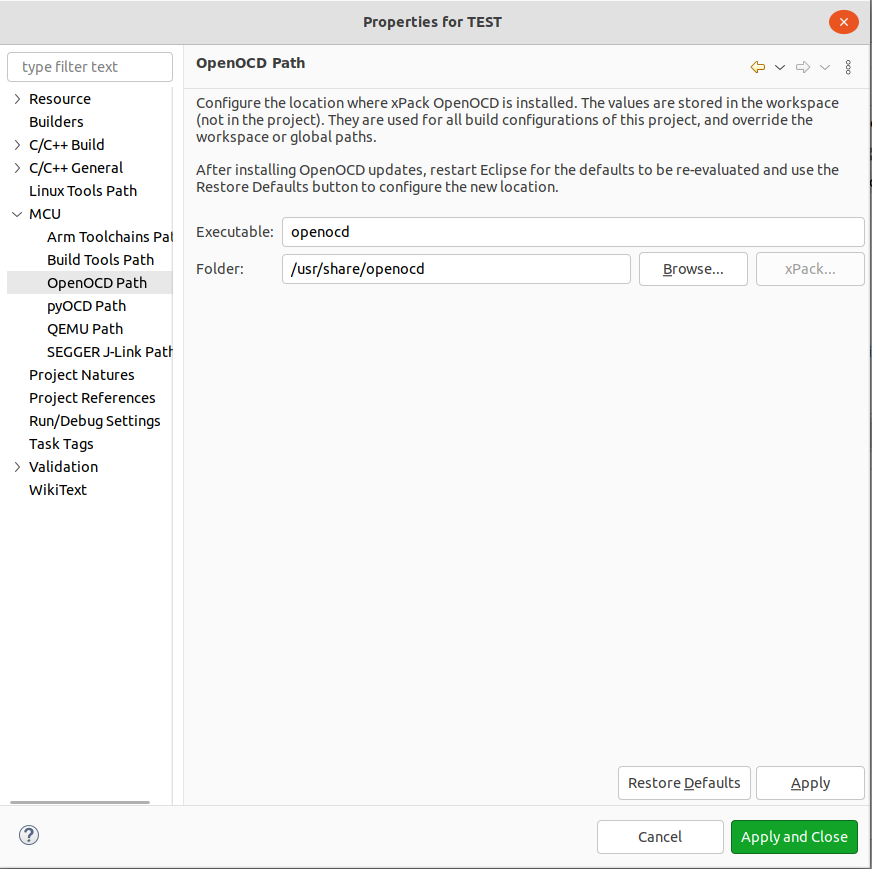 Properties for TEST
type filter text
Resource
Builders
C/C++ Build
C/C++ General
Linux Tools Path
MCU
Arm Toolchains Pat
Build Tools Path
OpenOCD Path
pyOCD Path
QEMU Path
SEGGER J-Link Path
Project Natures
Project References
Run/Debug Settings
Task Tags
Validation
WikiText
OpenOCD Path
Configure the location where xPack OpenOCD is installed. The values are stored in the workspace
(not in the project). They are used for all build configurations of this project, and override the
workspace or global paths.
After installing OpenOCD updates, restart Eclipse for the defaults to be re-evaluated and use the
Restore Defaults button to configure the new location.
Executable: openocd
Folder: /usr/share/openocd Browse... xPack...
Restore Defaults Apply
? Cancel Apply and Close